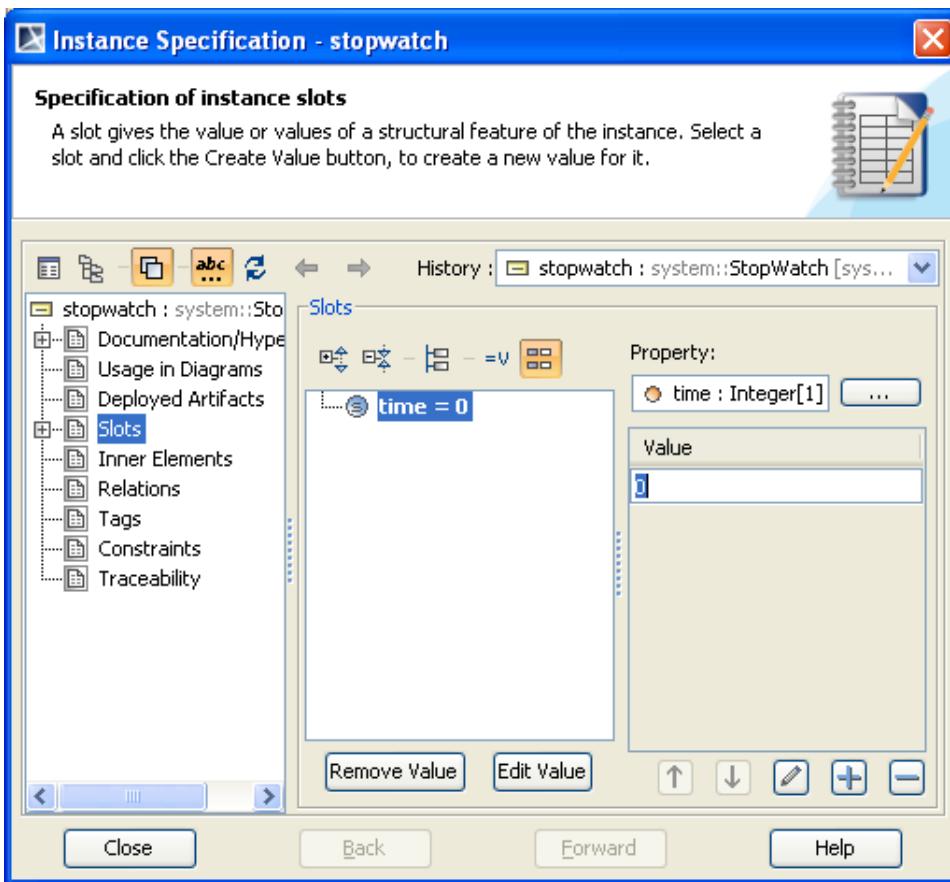 Instance Specification - stopwatch
Specification of instance slots
A slot gives the value or values of a structural feature of the instance. Select a
slot and click the Create Value button, to create a new value for it.
abc
History : stopwatch : system::StopWatch [sys...
stopwatch : system::Sto
Documentation/Hype
Usage in Diagrams
Deployed Artifacts
Slots
Inner Elements
Relations
Tags
Constraints
Traceability
Slots
=v
time = 0
Remove Value
Edit Value
Property:
time : Integer[1]
...
Value
0
Close
Back
Forward
Help